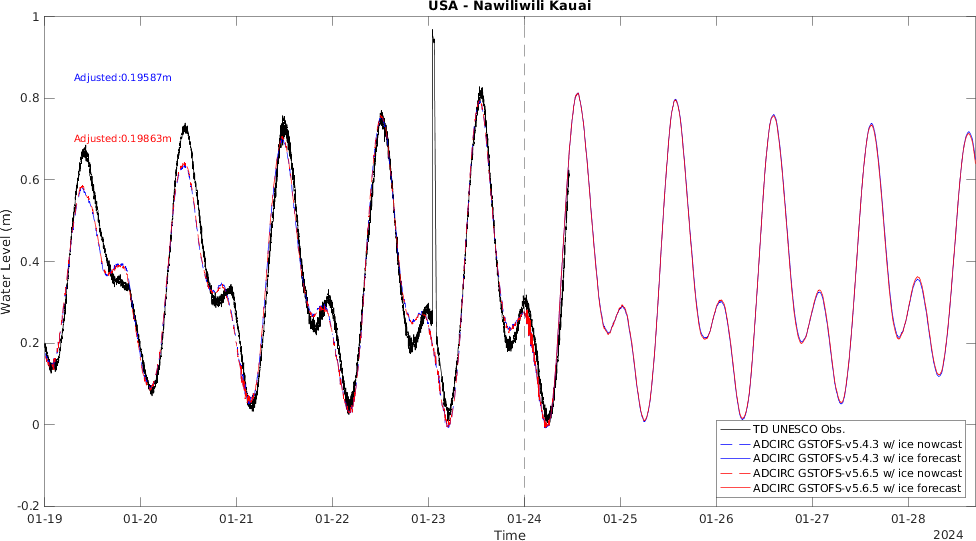 USA - Nawiliwili Kauai
1
0.8
0.6
0.4
0.2
0
-0.2
Water Level (m)
Adjusted:0.19587m
Adjusted:0.19863m
TD UNESCO Obs.
ADCIRC GSTOFS-v5.4.3 w/ ice nowcast
ADCIRC GSTOFS-v5.4.3 w/ ice forecast
ADCIRC GSTOFS-v5.6.5 w/ ice nowcast
ADCIRC GSTOFS-v5.6.5 w/ ice forecast
01-19 01-20 01-21 01-22 01-23 01-24 01-25 01-26 01-27 01-28
Time
2024